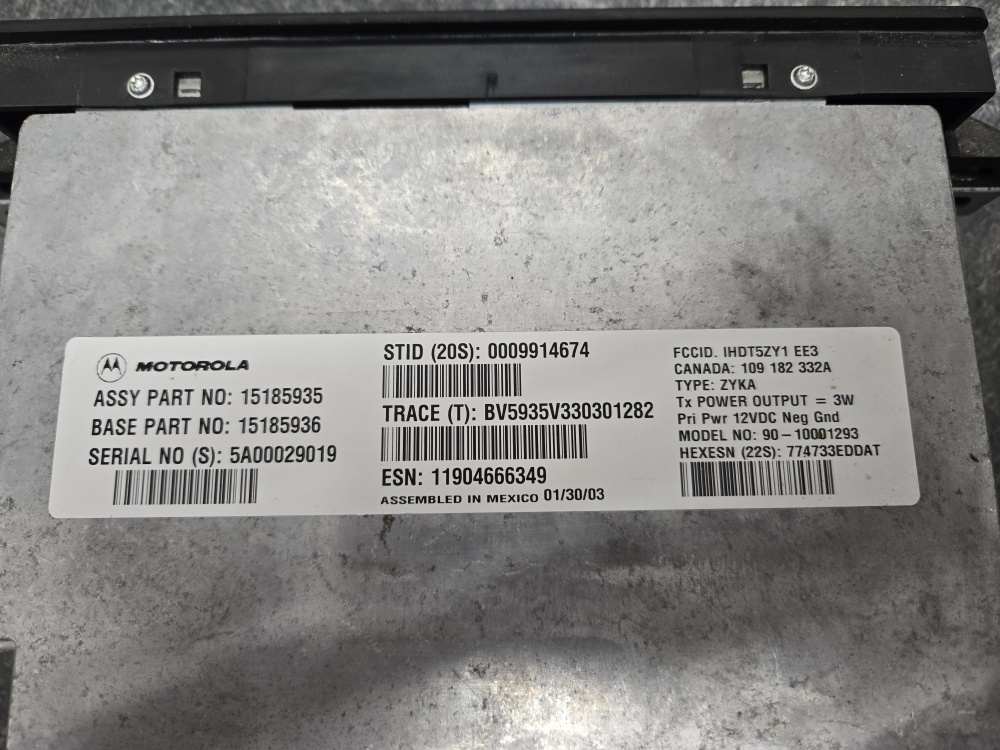 MOTOROLA
ASSY PART NO: 15185935
BASE PART NO: 15185936
SERIAL NO (S): 5A00029019
STID (20S): 0009914674
TRACE (T): BV5935V330301282
ESN: 11904666349
ASSEMBLED IN MEXICO 01/30/03
FCCID. IHDT5ZY1 EE3
CANADA: 109 182 332A
TYPE: ZYKA
Tx POWER OUTPUT = 3W
Pri Pwr 12VDC Neg Gnd
MODEL NO: 90-10001293
HEXESN (22S): 774733EDDAT